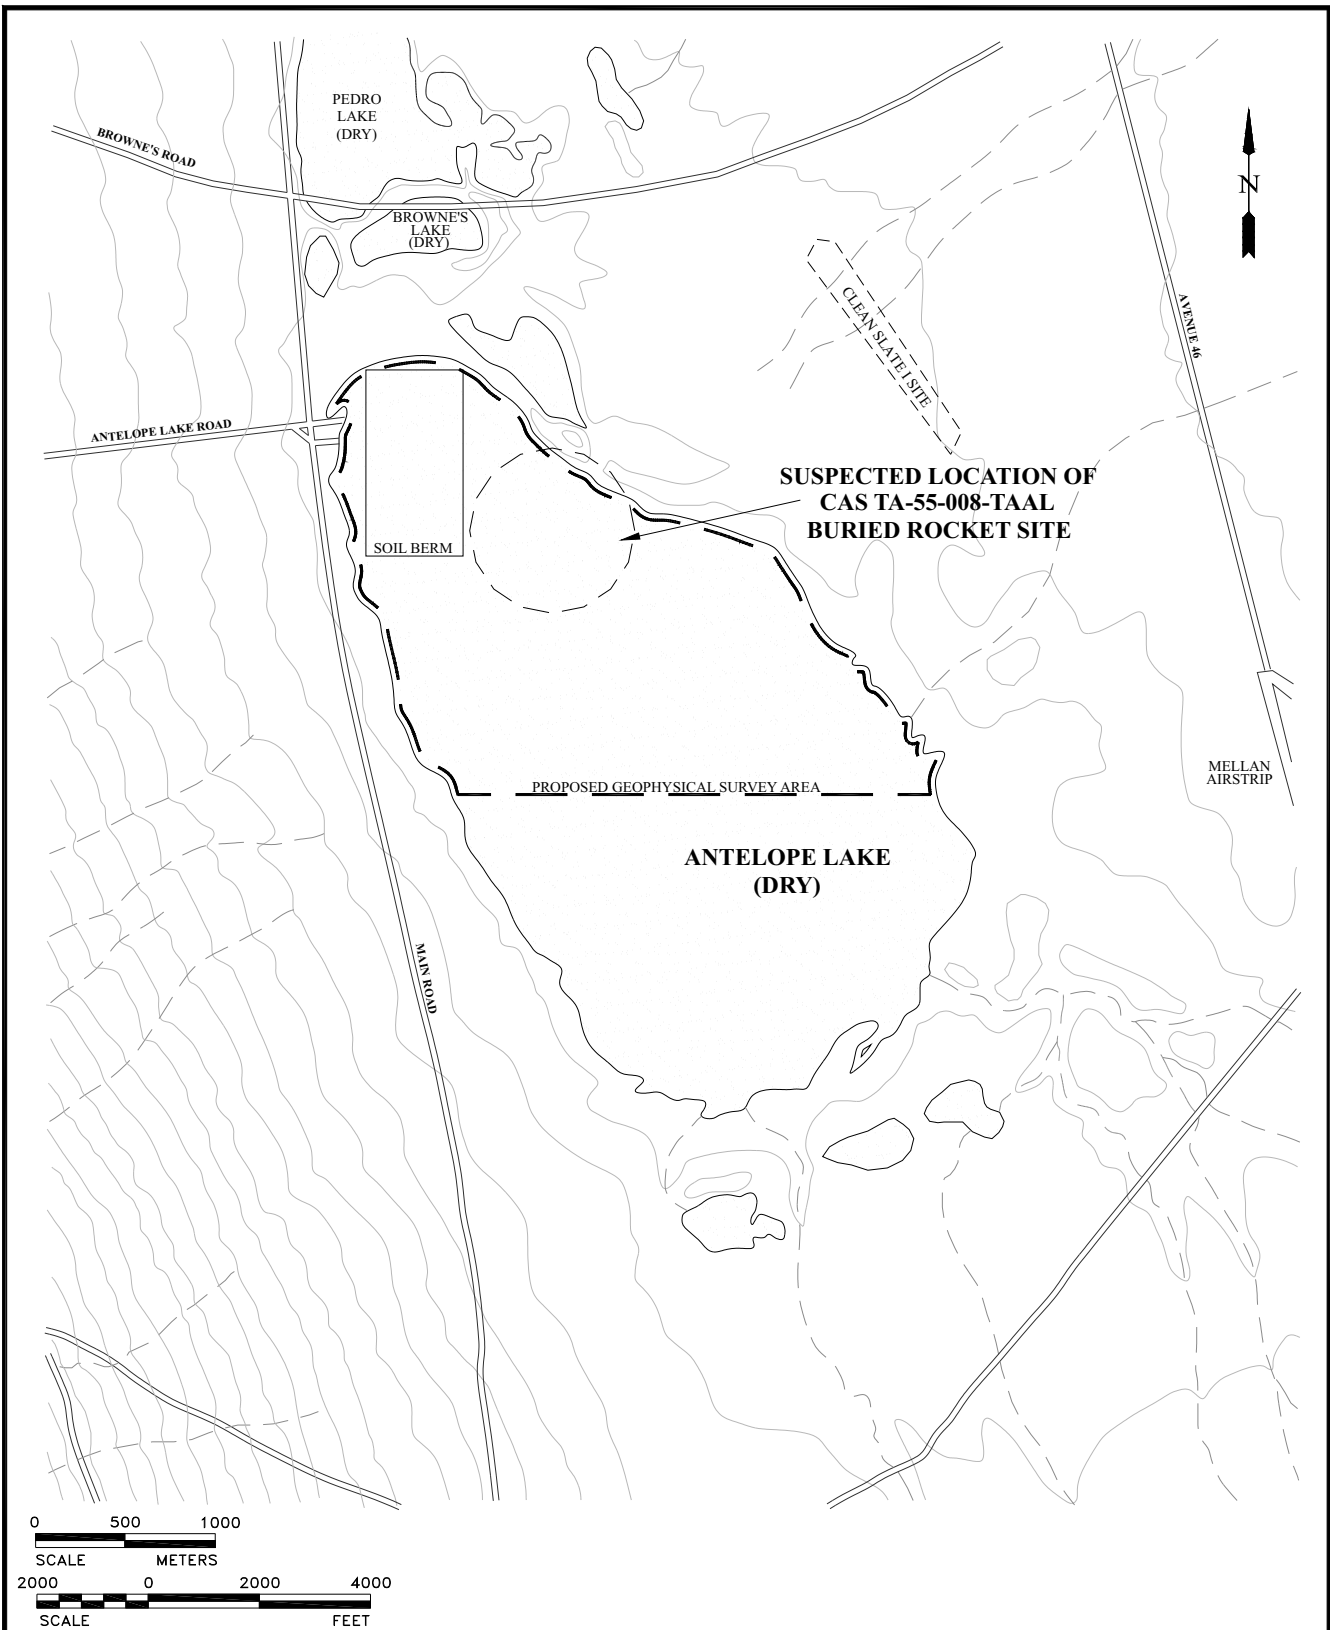 PEDRO
LAKE
(DRY)
BROWNE'S ROAD
N
BROWNE'S
LAKE
(DRY)
CLEAN SLATE I SITE
AVENUE 46
ANTELOPE LAKE ROAD
SUSPECTED LOCATION OF
CAS TA-55-008-TAAL
BURIED ROCKET SITE
SOIL BERM
MELLAN
AIRSTRIP
PROPOSED GEOPHYSICAL SURVEY AREA
ANTELOPE LAKE
(DRY)
MAIN ROAD
0 500 1000
SCALE METERS
2000 0 2000 4000
SCALE FEET